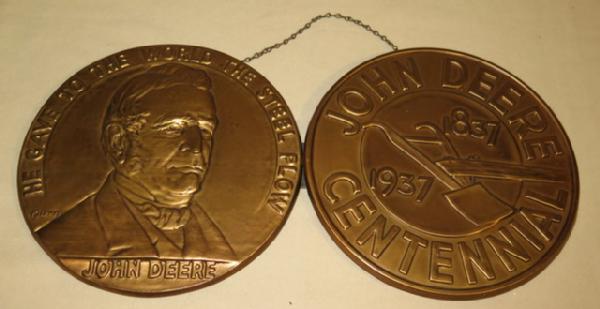 HE GAVE TO THE WORLD THE STEEL PLOW
JOHN DEERE
JOHN DEERE
1837
1937
CENTENNIAL